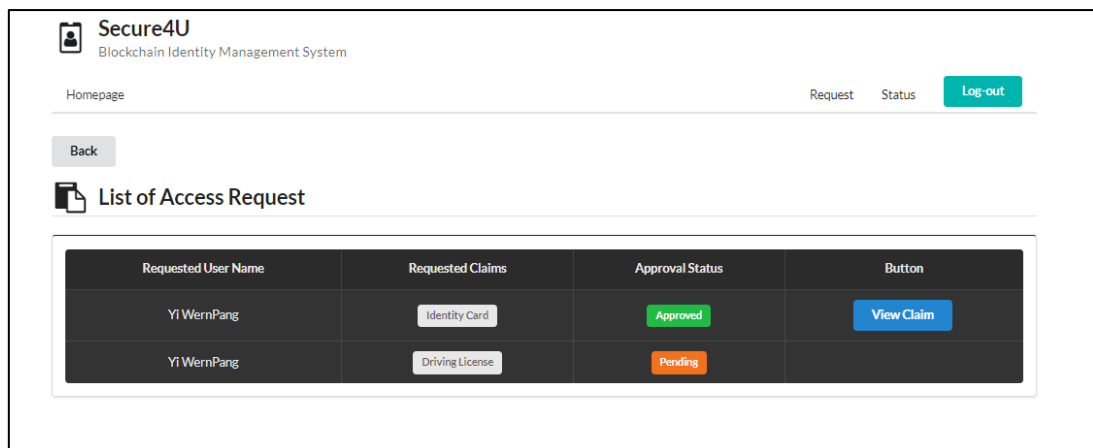 Secure4U
Blockchain Identity Management System
Homepage Request Status Log-out
Back
List of Access Request
Requested User Name Requested Claims Approval Status Button
Yi WernPang Identity Card Approved View Claim
Yi WernPang Driving License Pending